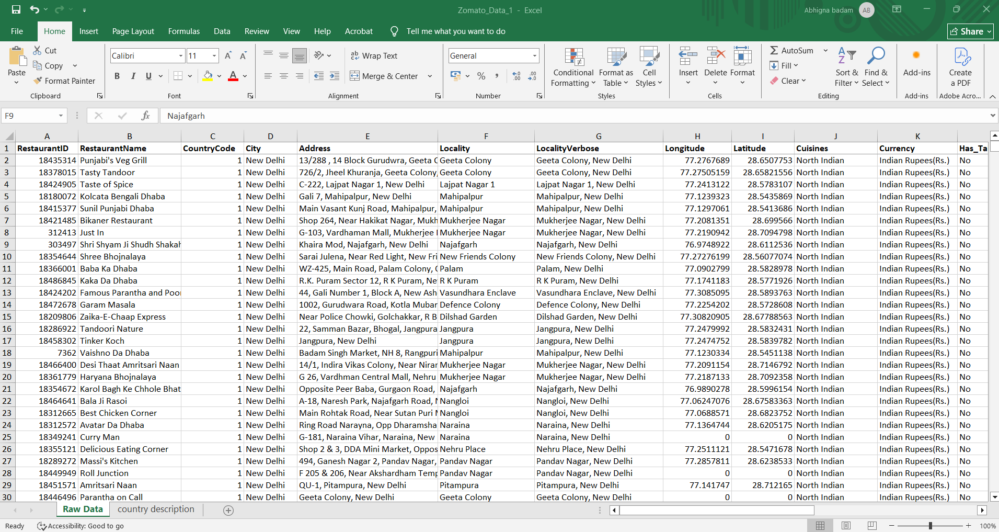 Zomato_Data_1 - Excel
Abhigna badam AB
File Home Insert Page Layout Formulas Data Review View Help Acrobat Tell me what you want to do Share
Paste Cut Copy Format Painter Clipboard
Calibri 11 B I U A Font
Wrap Text Merge & Center Alignment
General % Number
Conditional Formatting Format as Table Cell Styles Styles
Insert Delete Format Cells
AutoSum Fill Clear Sort & Filter Find & Select Editing
Add-ins Add-ins
Create a PDF Adobe Acro...
F9 fx Najafgarh
A B C D E F G H I J K
1 RestaurantID RestaurantName CountryCode City Address Locality LocalityVerbose Longitude Latitude Cuisines Currency Has_Ta
2 18435314 Punjabi's Veg Grill 1 New Delhi 13/288 , 14 Block Gurudwra, Geeta C Geeta Colony Geeta Colony, New Delhi 77.2767689 28.6507753 North Indian Indian Rupees(Rs.) No
3 18378015 Tasty Tandoor 1 New Delhi 726/2, Jheel Khuranja, Geeta Colony, Geeta Colony Geeta Colony, New Delhi 77.27505159 28.65821556 North Indian Indian Rupees(Rs.) No
4 18424905 Taste of Spice 1 New Delhi C-222, Lajpat Nagar 1, New Delhi Lajpat Nagar 1 Lajpat Nagar 1, New Delhi 77.2413122 28.5783107 North Indian Indian Rupees(Rs.) No
5 18180072 Kolcata Bengali Dhaba 1 New Delhi Gali 7, Mahipalpur, New Delhi Mahipalpur Mahipalpur, New Delhi 77.1239323 28.5435869 North Indian Indian Rupees(Rs.) No
6 18415377 Sunil Punjabi Dhaba 1 New Delhi Main Vasant Kunj Road, Mahipalpur, Mahipalpur Mahipalpur, New Delhi 77.1297061 28.5413686 North Indian Indian Rupees(Rs.) No
7 18421485 Bikaner Restaurant 1 New Delhi Shop 264, Near Hakikat Nagar, Mukh Mukherjee Nagar Mukherjee Nagar, New Delhi 77.2081351 28.699566 North Indian Indian Rupees(Rs.) No
8 312413 Just In 1 New Delhi G-103, Vardhaman Mall, Mukherjee Mukherjee Nagar Mukherjee Nagar, New Delhi 77.2190942 28.7094798 North Indian Indian Rupees(Rs.) No
9 303497 Shri Shyam Ji Shudh Shakah 1 New Delhi Khaira Mod, Najafgarh, New Delhi Najafgarh Najafgarh, New Delhi 76.9748922 28.6112536 North Indian Indian Rupees(Rs.) No
10 18354644 Shree Bhojnalaya 1 New Delhi Sarai Julena, Near Red Light, New Fri New Friends Colony New Friends Colony, New Delhi 77.27276199 28.56077074 North Indian Indian Rupees(Rs.) No
11 18366001 Baba Ka Dhaba 1 New Delhi WZ-425, Main Road, Palam Colony, Palam Palam, New Delhi 77.0902799 28.5828978 North Indian Indian Rupees(Rs.) No
12 18486845 Kaka Da Dhaba 1 New Delhi R.K. Puram Sector 12, R K Puram, Ne R K Puram R K Puram, New Delhi 77.1741183 28.5771926 North Indian Indian Rupees(Rs.) No
13 18424202 Famous Parantha and Poo 1 New Delhi 44, Gali Number 1, Block A, New Ash Vasundhara Enclave Vasundhara Enclave, New Delhi 77.3085095 28.5893763 North Indian Indian Rupees(Rs.) No
14 18472678 Garam Masala 1 New Delhi 1002, Gurudwara Road, Kotla Mubar Defence Colony Defence Colony, New Delhi 77.2254202 28.5728608 North Indian Indian Rupees(Rs.) No
15 18209806 Zaika-E-Chaap Express 1 New Delhi Near Police Chowki, Golchakkar, R B Dilshad Garden Dilshad Garden, New Delhi 77.30820905 28.67788563 North Indian Indian Rupees(Rs.) No
16 18286922 Tandoori Nature 1 New Delhi 22, Samman Bazar, Bhogal, Jangpura Jangpura Jangpura, New Delhi 77.2479992 28.5832431 North Indian Indian Rupees(Rs.) No
17 18458302 Tinker Koch 1 New Delhi Jangpura, New Delhi Jangpura Jangpura, New Delhi 77.2474752 28.5839782 North Indian Indian Rupees(Rs.) No
18 7362 Vaishno Da Dhaba 1 New Delhi Badam Singh Market, NH 8, Rangpuri Mahipalpur Mahipalpur, New Delhi 77.1230334 28.5451138 North Indian Indian Rupees(Rs.) No
19 18466400 Desi Thaat Amritsari Naan 1 New Delhi 14/1, Indira Vikas Colony, Near Nirar Mukherjee Nagar Mukherjee Nagar, New Delhi 77.2091154 28.7146792 North Indian Indian Rupees(Rs.) No
20 18361779 Haryana Bhojnalaya 1 New Delhi G 26, Vardhman Central Mall, Nehru Mukherjee Nagar Mukherjee Nagar, New Delhi 77.2187133 28.7092358 North Indian Indian Rupees(Rs.) No
21 18354672 Karol Bagh Ke Chhole Bhat 1 New Delhi Opposite Peer Baba, Gurgaon Road, Najafgarh Najafgarh, New Delhi 76.9890278 28.5996154 North Indian Indian Rupees(Rs.) No
22 18464641 Bala Ji Rasoi 1 New Delhi A-18, Naresh Park, Najafgarh Road, Nangloi Nangloi, New Delhi 77.06247076 28.67583363 North Indian Indian Rupees(Rs.) No
23 18312665 Best Chicken Corner 1 New Delhi Main Rohtak Road, Near Sutan Puri Nangloi Nangloi, New Delhi 77.0688571 28.6823752 North Indian Indian Rupees(Rs.) No
24 18312572 Avatar Da Dhaba 1 New Delhi Ring Road Narayna, Opp Dharamsha Naraina Naraina, New Delhi 77.1364744 28.6205175 North Indian Indian Rupees(Rs.) No
25 18349241 Curry Man 1 New Delhi G-181, Naraina Vihar, Naraina, New Naraina Naraina, New Delhi 0 0 North Indian Indian Rupees(Rs.) No
26 18355121 Delicious Eating Corner 1 New Delhi Shop 2 & 3, DDA Mini Market, Oppos Nehru Place Nehru Place, New Delhi 77.2511121 28.5471678 North Indian Indian Rupees(Rs.) No
27 18289272 Massi's Kitchen 1 New Delhi 494, Ganesh Nagar 2, Pandav Nagar, Pandav Nagar Pandav Nagar, New Delhi 77.2857811 28.6238533 North Indian Indian Rupees(Rs.) No
28 18449949 Roll Junction 1 New Delhi F 205 & 206, Near Akshardham Temp Pandav Nagar Pandav Nagar, New Delhi 0 0 North Indian Indian Rupees(Rs.) No
29 18451571 Amritsari Naan 1 New Delhi QU-1, Pitampura, New Delhi Pitampura Pitampura, New Delhi 77.141747 28.712165 North Indian Indian Rupees(Rs.) No
30 18446496 Parantha on Call 1 New Delhi Geeta Colony, New Delhi Geeta Colony Geeta Colony, New Delhi 0 0 North Indian Indian Rupees(Rs.) No
Raw Data country description
Ready Accessibility: Good to go 100%